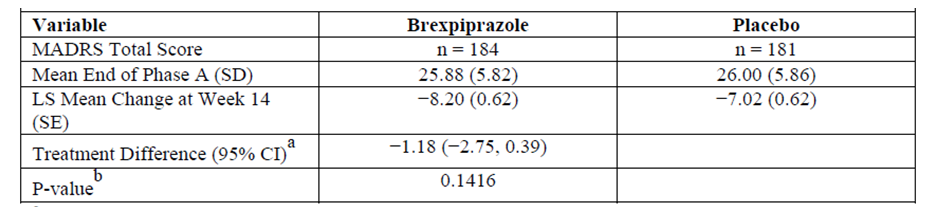 Variable Brexpiprazole Placebo
MADRS Total Score n = 184 n = 181
Mean End of Phase A (SD) 25.88 (5.82) 26.00 (5.86)
LS Mean Change at Week 14 −8.20 (0.62) −7.02 (0.62)
(SE)
Treatment Difference (95% CI)a −1.18 (−2.75, 0.39)
P-valueb 0.1416